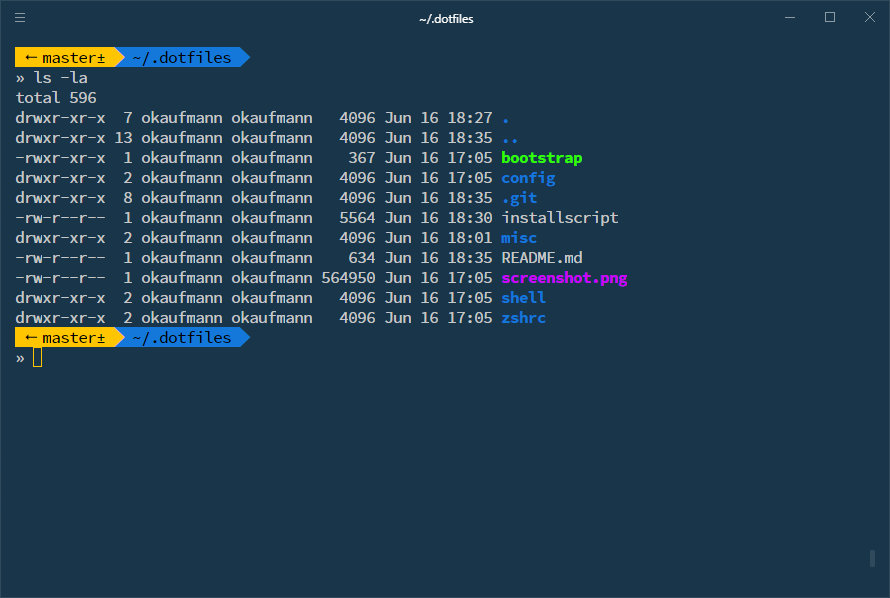 ~/.dotfiles
← master± ~/.dotfiles
» ls -la
total 596
drwxr-xr-x  7 okaufmann okaufmann   4096 Jun 16 18:27 .
drwxr-xr-x 13 okaufmann okaufmann   4096 Jun 16 18:35 ..
-rwxr-xr-x  1 okaufmann okaufmann    367 Jun 16 17:05 bootstrap
drwxr-xr-x  2 okaufmann okaufmann   4096 Jun 16 17:05 config
drwxr-xr-x  8 okaufmann okaufmann   4096 Jun 16 18:35 .git
-rw-r--r--  1 okaufmann okaufmann   5564 Jun 16 18:30 installscript
drwxr-xr-x  2 okaufmann okaufmann   4096 Jun 16 18:01 misc
-rw-r--r--  1 okaufmann okaufmann    634 Jun 16 18:35 README.md
-rw-r--r--  1 okaufmann okaufmann 564950 Jun 16 17:05 screenshot.png
drwxr-xr-x  2 okaufmann okaufmann   4096 Jun 16 17:05 shell
drwxr-xr-x  2 okaufmann okaufmann   4096 Jun 16 17:05 zshrc
← master± ~/.dotfiles
»